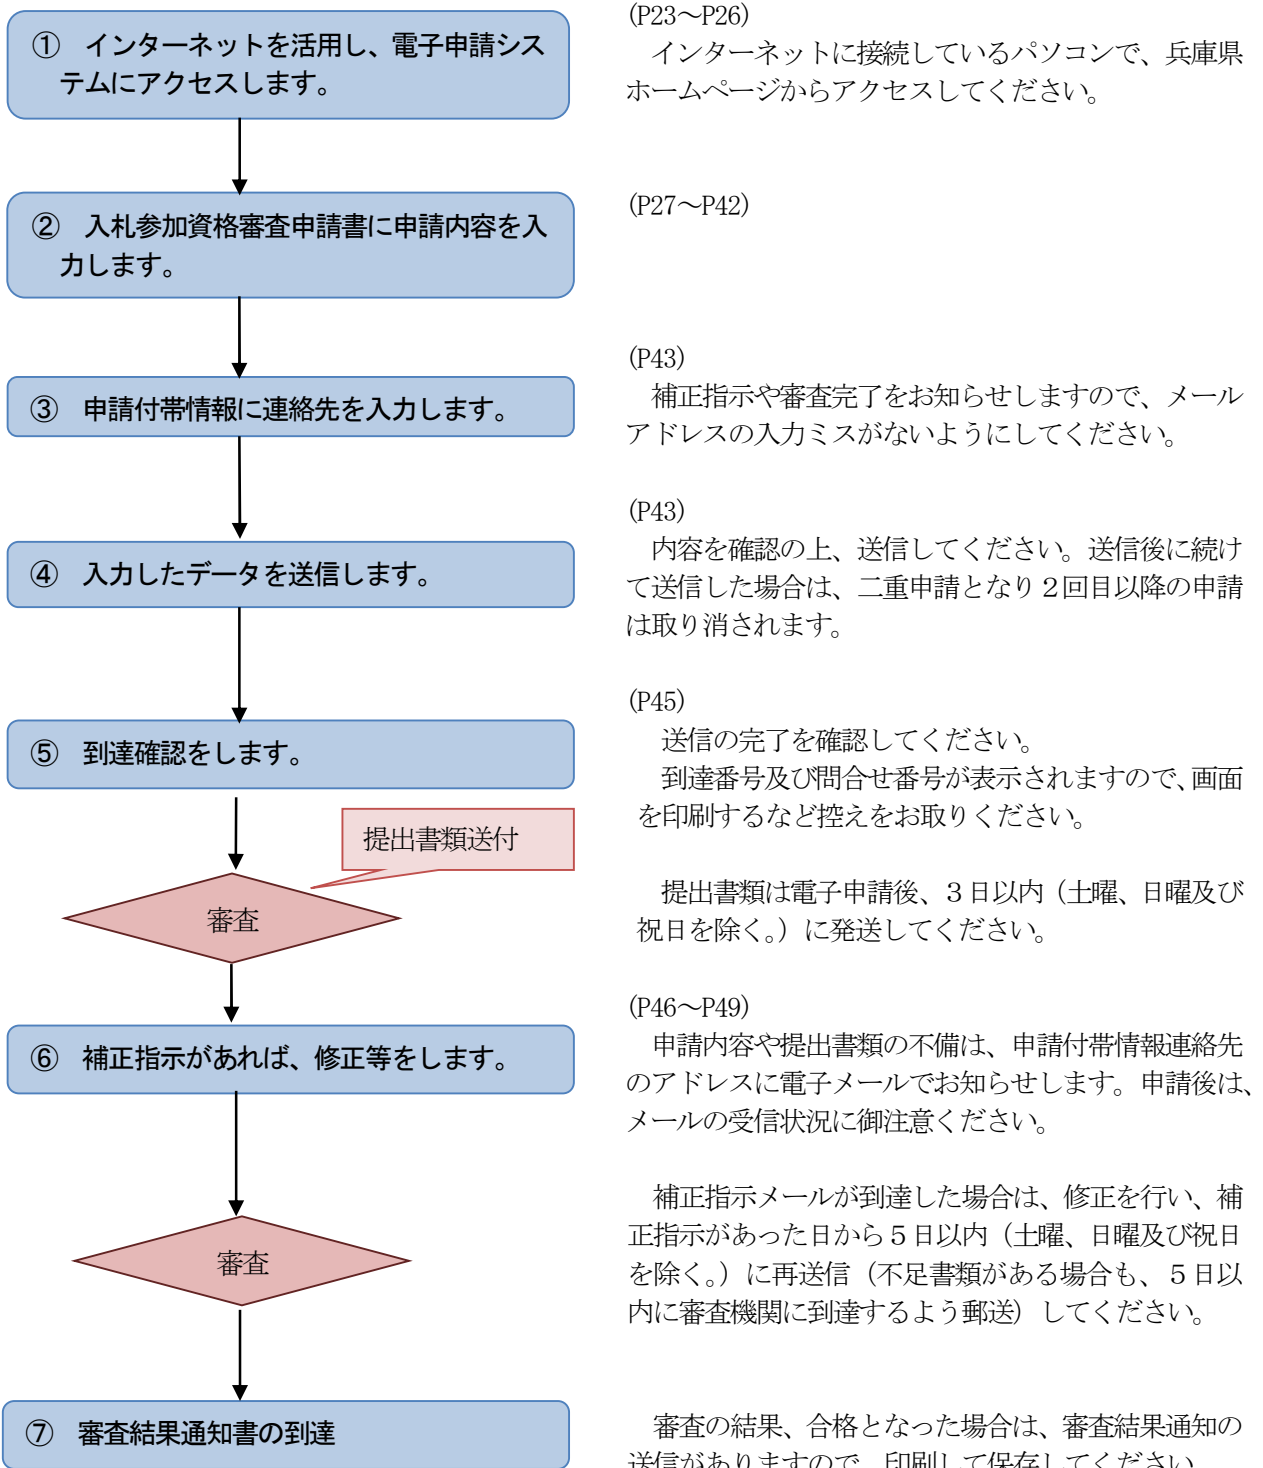 ① インターネットを活用し、電子申請シス
テムにアクセスします。
(P23～P26)
インターネットに接続しているパソコンで、兵庫県
ホームページからアクセスしてください。
② 入札参加資格審査申請書に申請内容を入
力します。
(P27～P42)
③ 申請付帯情報に連絡先を入力します。
(P43)
補正指示や審査完了をお知らせしますので、メール
アドレスの入力ミスがないようにしてください。
④ 入力したデータを送信します。
(P43)
内容を確認の上、送信してください。送信後に続け
て送信した場合は、二重申請となり２回目以降の申請
は取り消されます。
⑤ 到達確認をします。
(P45)
送信の完了を確認してください。
到達番号及び問合せ番号が表示されますので、画面
を印刷するなど控えをお取りください。
提出書類送付
審査
提出書類は電子申請後、３日以内（土曜、日曜及び
祝日を除く。）に発送してください。
⑥ 補正指示があれば、修正等をします。
(P46～P49)
申請内容や提出書類の不備は、申請付帯情報連絡先
のアドレスに電子メールでお知らせします。申請後は、
メールの受信状況に御注意ください。
審査
補正指示メールが到達した場合は、修正を行い、補
正指示があった日から５日以内（土曜、日曜及び祝日
を除く。）に再送信（不足書類がある場合も、５日以
内に審査機関に到達するよう郵送）してください。
⑦ 審査結果通知書の到達
審査の結果、合格となった場合は、審査結果通知の
送信がありますので、印刷して保存してください。